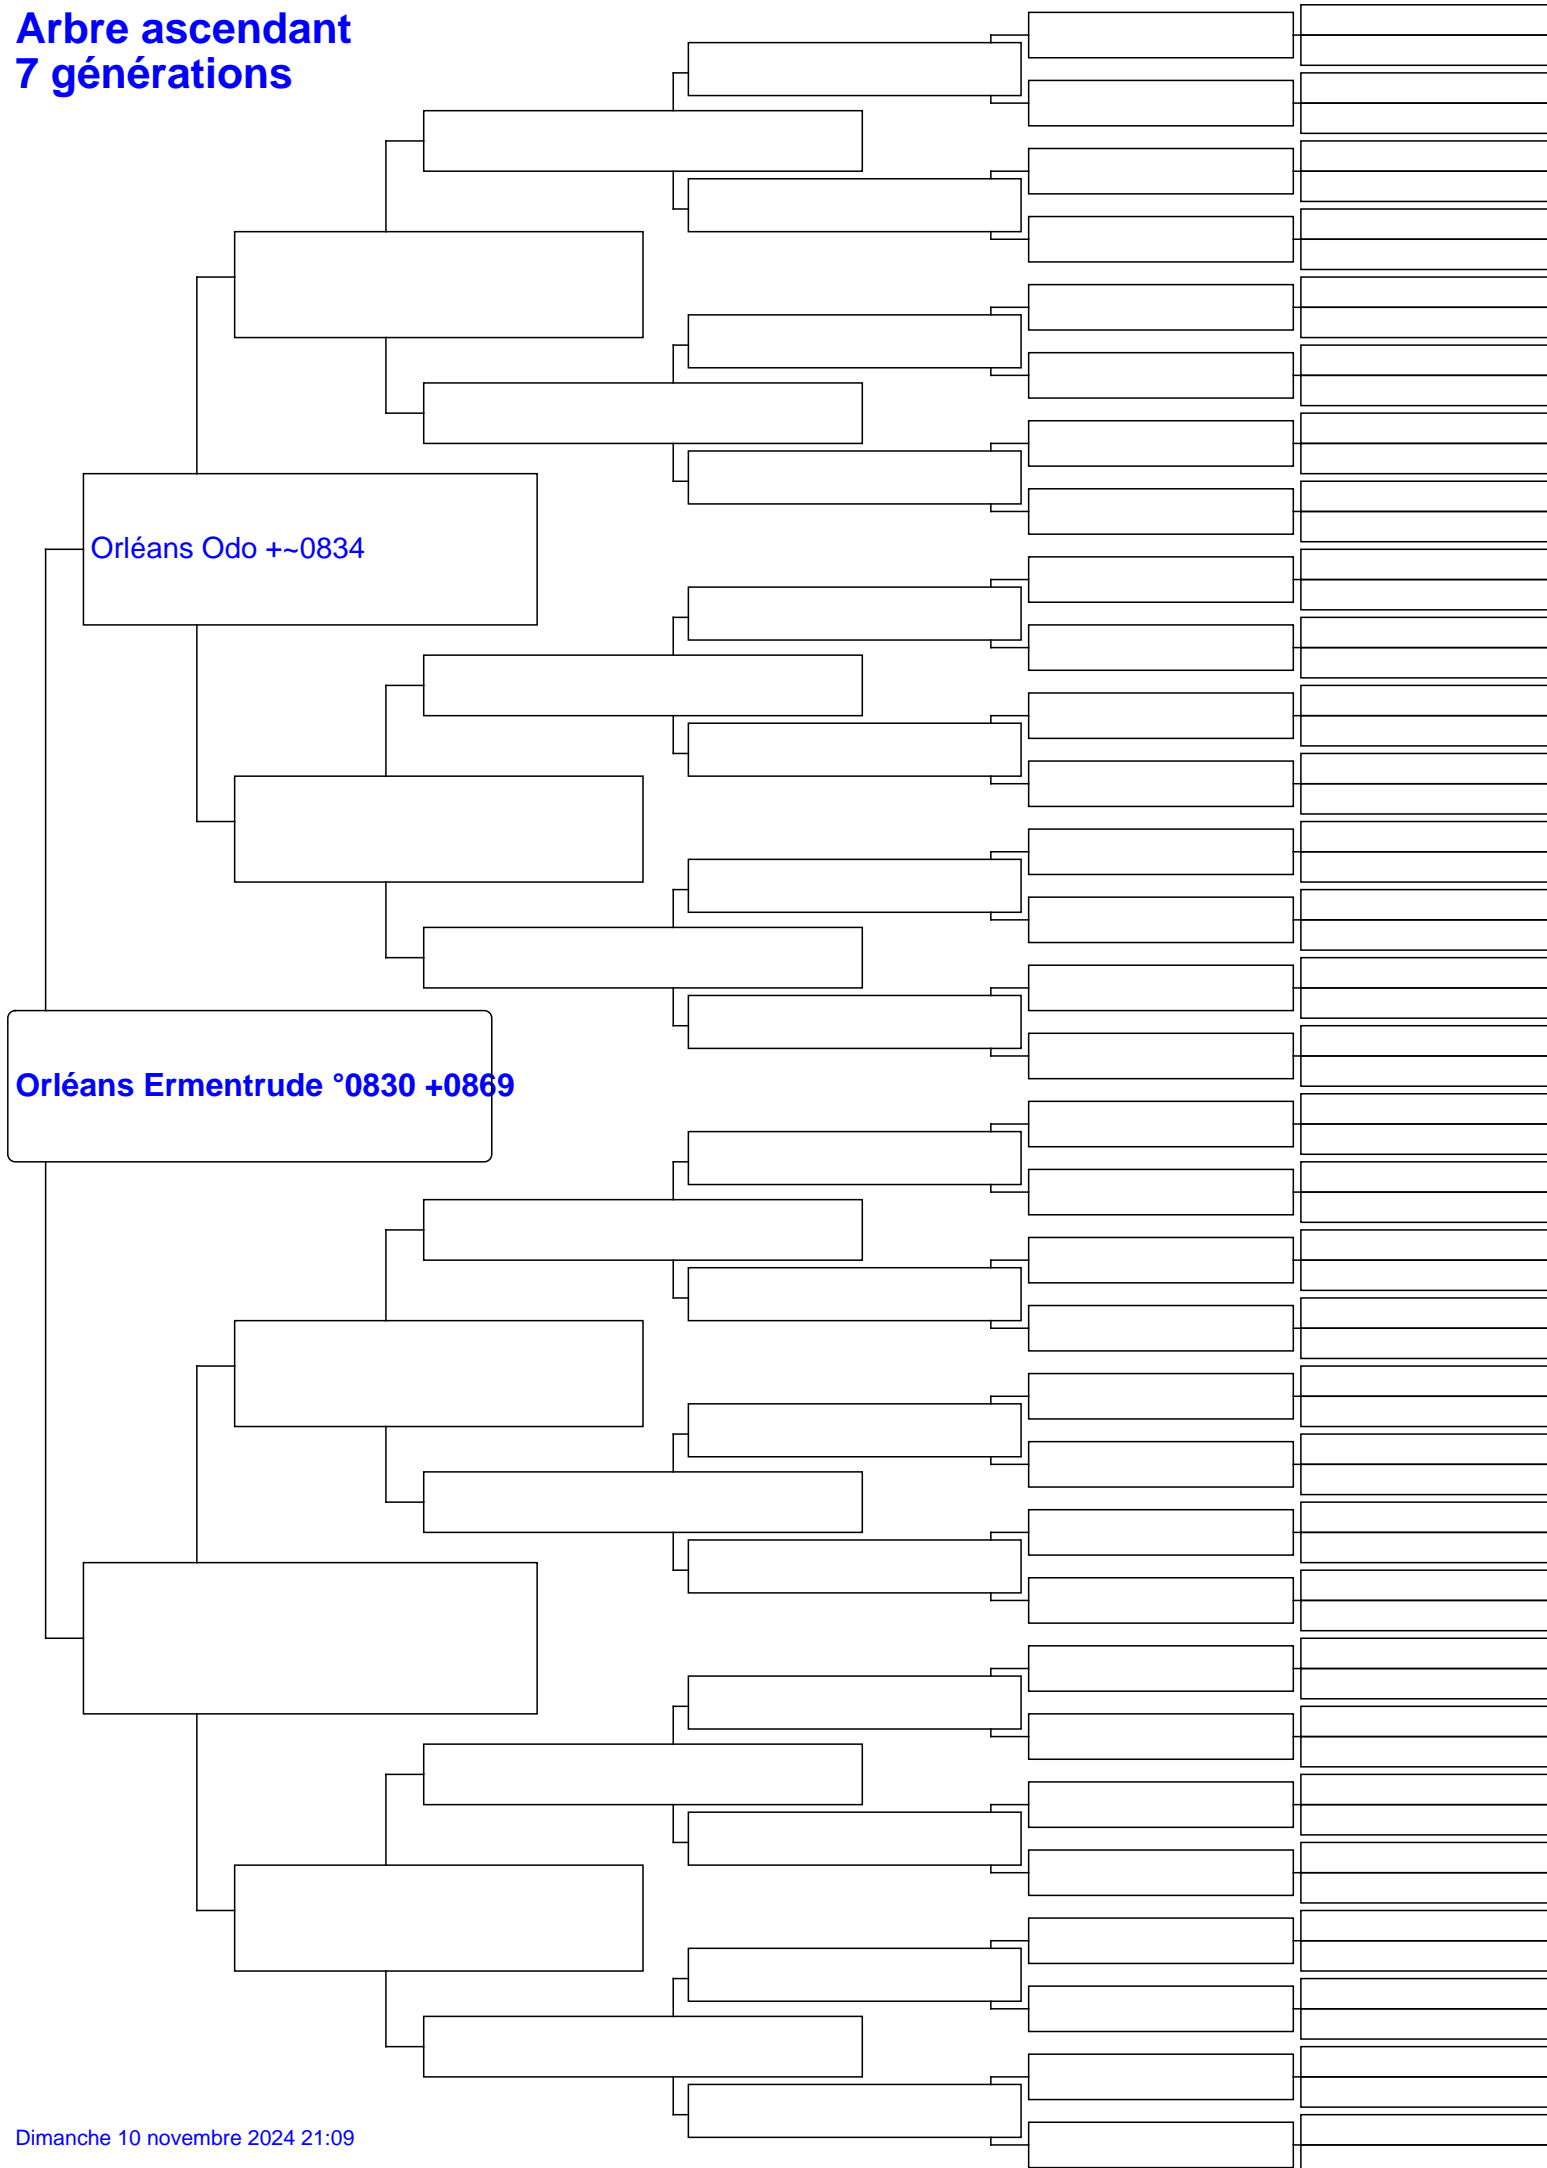 Arbre ascendant
7 générations
Orléans Odo +~0834
Orléans Ermentrude °0830 +0869
Dimanche 10 novembre 2024 21:09